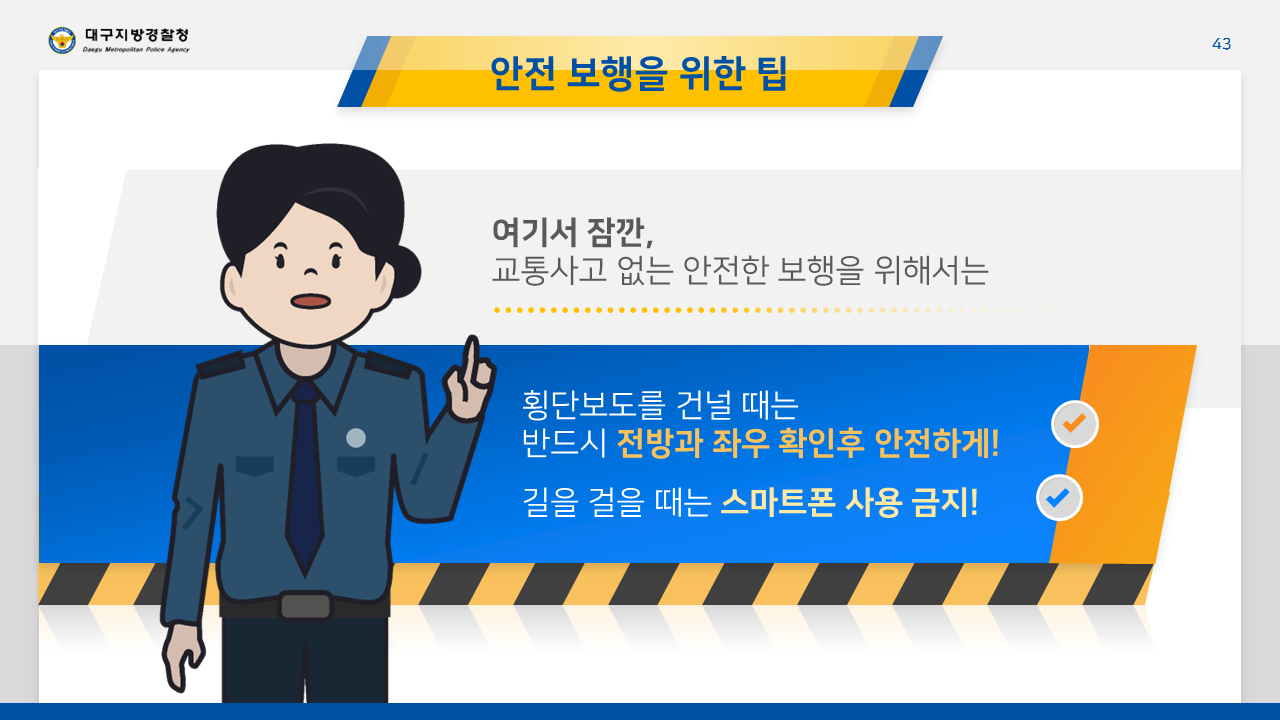 대구지방경찰청
Daegu Metropolitan Police Agency
43
안전 보행을 위한 팁
여기서 잠깐,
교통사고 없는 안전한 보행을 위해서는
횡단보도를 건널 때는
반드시 전방과 좌우 확인후 안전하게!
길을 걸을 때는 스마트폰 사용 금지!